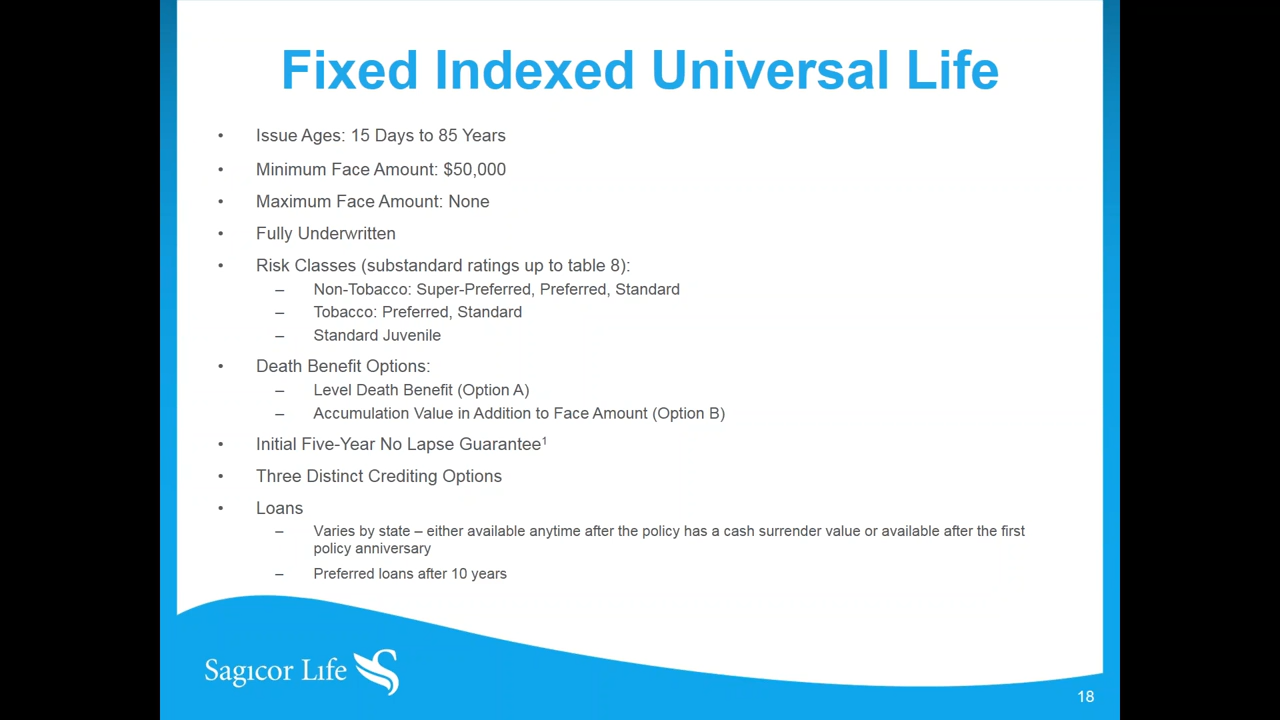 Fixed Indexed Universal Life
• Issue Ages: 15 Days to 85 Years
• Minimum Face Amount: $50,000
• Maximum Face Amount: None
• Fully Underwritten
• Risk Classes (substandard ratings up to table 8):
– Non-Tobacco: Super-Preferred, Preferred, Standard
– Tobacco: Preferred, Standard
– Standard Juvenile
• Death Benefit Options:
– Level Death Benefit (Option A)
– Accumulation Value in Addition to Face Amount (Option B)
• Initial Five-Year No Lapse Guarantee¹
• Three Distinct Crediting Options
• Loans
– Varies by state – either available anytime after the policy has a cash surrender value or available after the first
policy anniversary
– Preferred loans after 10 years
Sagicor Life
18